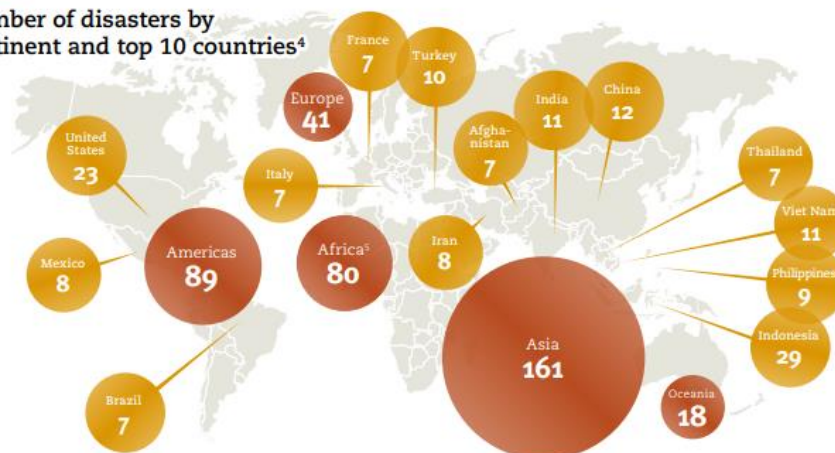 mber of disasters by
tinent and top 10 countries⁴
France
7
Turkey
10
Europe
41
India
11
China
12
United
States
23
Afgha-
nistan
7
Thailand
7
Italy
7
Viet Nam
11
Americas
89
Africa⁵
80
Iran
8
Mexico
8
Philippines
9
Asia
161
Indonesia
29
Brazil
7
Oceania
18